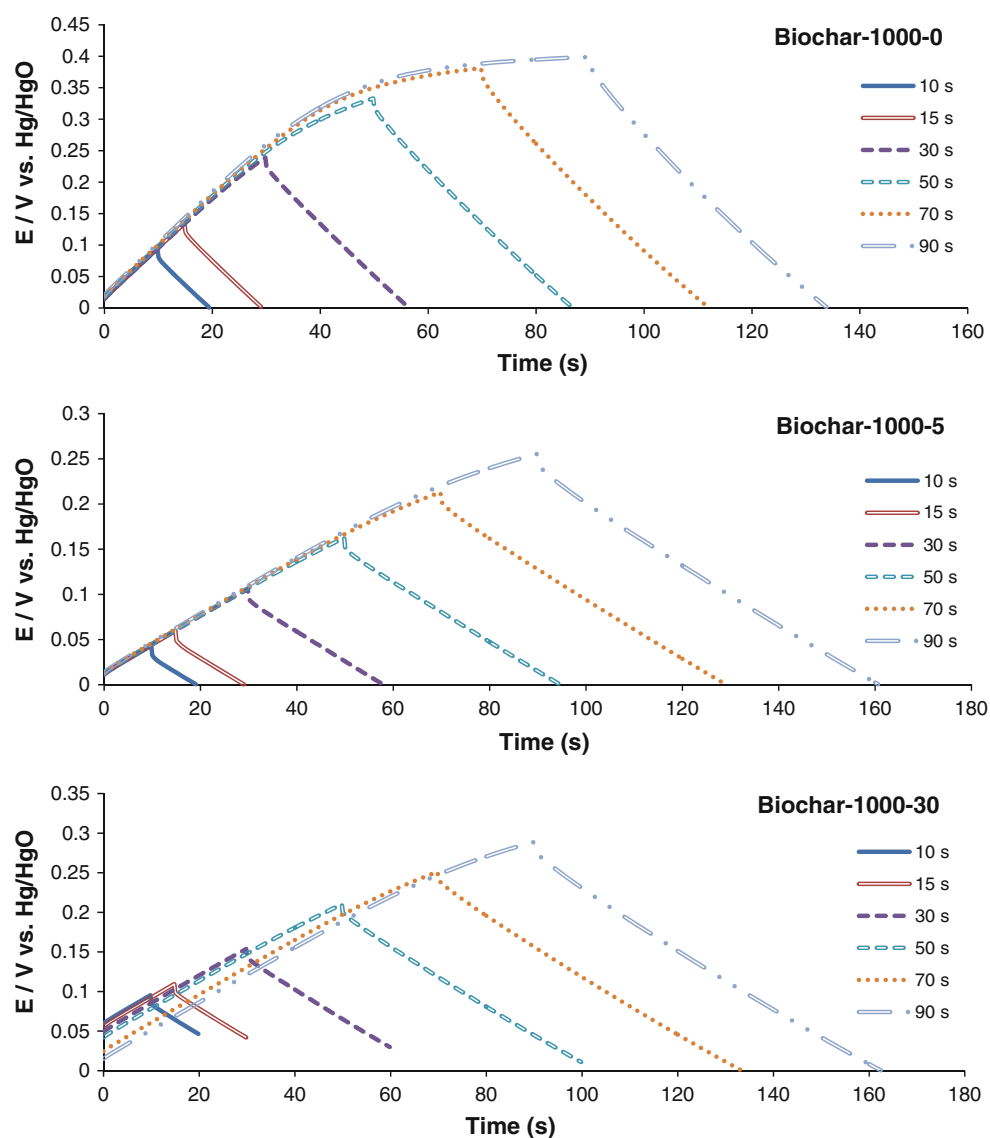 Biochar-1000-0
E / V vs. Hg/HgO
0.45
0.4
0.35
0.3
0.25
0.2
0.15
0.1
0.05
0
10 s
15 s
30 s
50 s
70 s
90 s
0 20 40 60 80 100 120 140 160
Time (s)
Biochar-1000-5
E / V vs. Hg/HgO
0.3
0.25
0.2
0.15
0.1
0.05
0
10 s
15 s
30 s
50 s
70 s
90 s
0 20 40 60 80 100 120 140 160 180
Time (s)
Biochar-1000-30
E / V vs. Hg/HgO
0.35
0.3
0.25
0.2
0.15
0.1
0.05
0
10 s
15 s
30 s
50 s
70 s
90 s
0 20 40 60 80 100 120 140 160 180
Time (s)